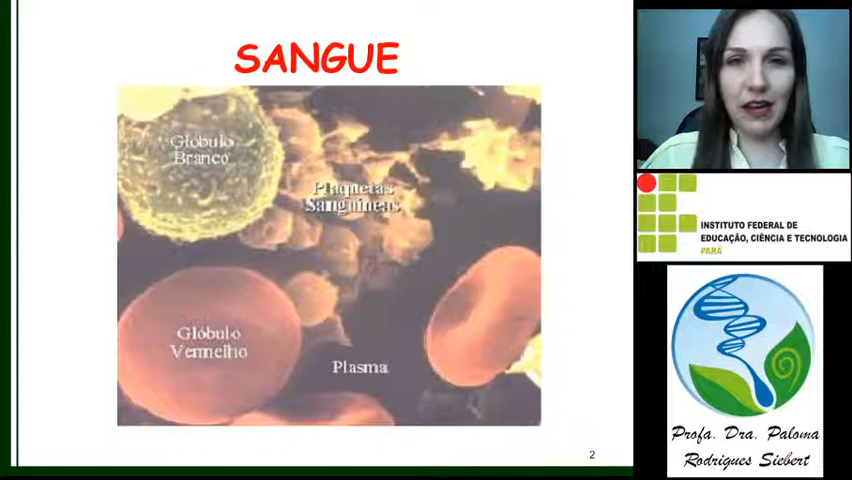 SANGUE
Glóbulo
Branco
Plaquetas
Sanguíneas
Glóbulo
Vermelho
Plasma
2
INSTITUTO FEDERAL DE
EDUCAÇÃO, CIÊNCIA E TECNOLOGIA
PARÁ
Profa. Dra. Paloma
Rodrigues Siebert